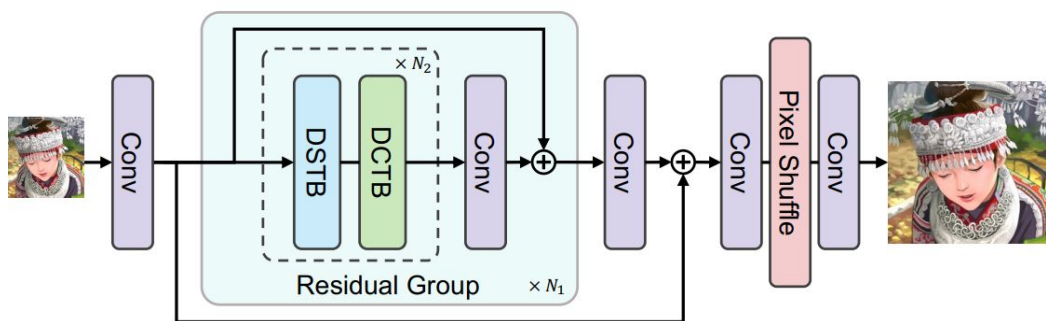 Conv
DSTB
DCTB
× N₂
Conv
Residual Group
× N₁
Conv
Conv
Pixel Shuffle
Conv